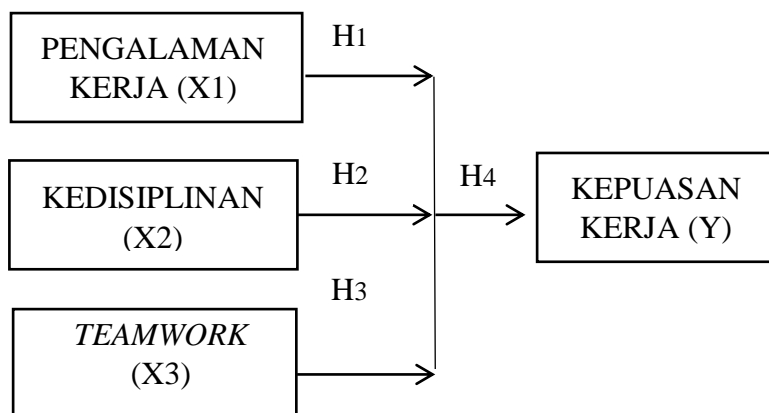 H1
PENGALAMAN
KERJA (X1)
H2
KEDISIPLINAN
(X2)
H4
KEPUASAN
KERJA (Y)
H3
TEAMWORK
(X3)